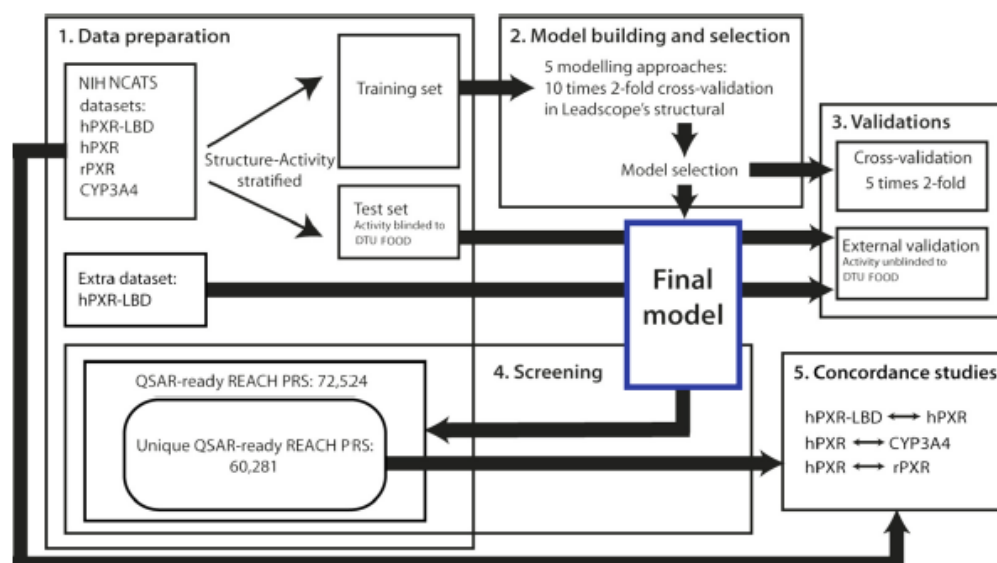 1. Data preparation
NIH NCATS
datasets:
hPXR-LBD
hPXR
rPXR
CYP3A4
Structure-Activity
stratified
Training set
Test set
Activity blinded to
DTU FOOD
Extra dataset:
hPXR-LBD
2. Model building and selection
5 modelling approaches:
10 times 2-fold cross-validation
in Leadscope's structural
Model selection
Final
model
3. Validations
Cross-validation
5 times 2-fold
External validation
Activity unblinded to
DTU FOOD
4. Screening
QSAR-ready REACH PRS: 72,524
Unique QSAR-ready REACH PRS:
60,281
5. Concordance studies
hPXR-LBD ⟷ hPXR
hPXR ⟷ CYP3A4
hPXR ⟷ rPXR